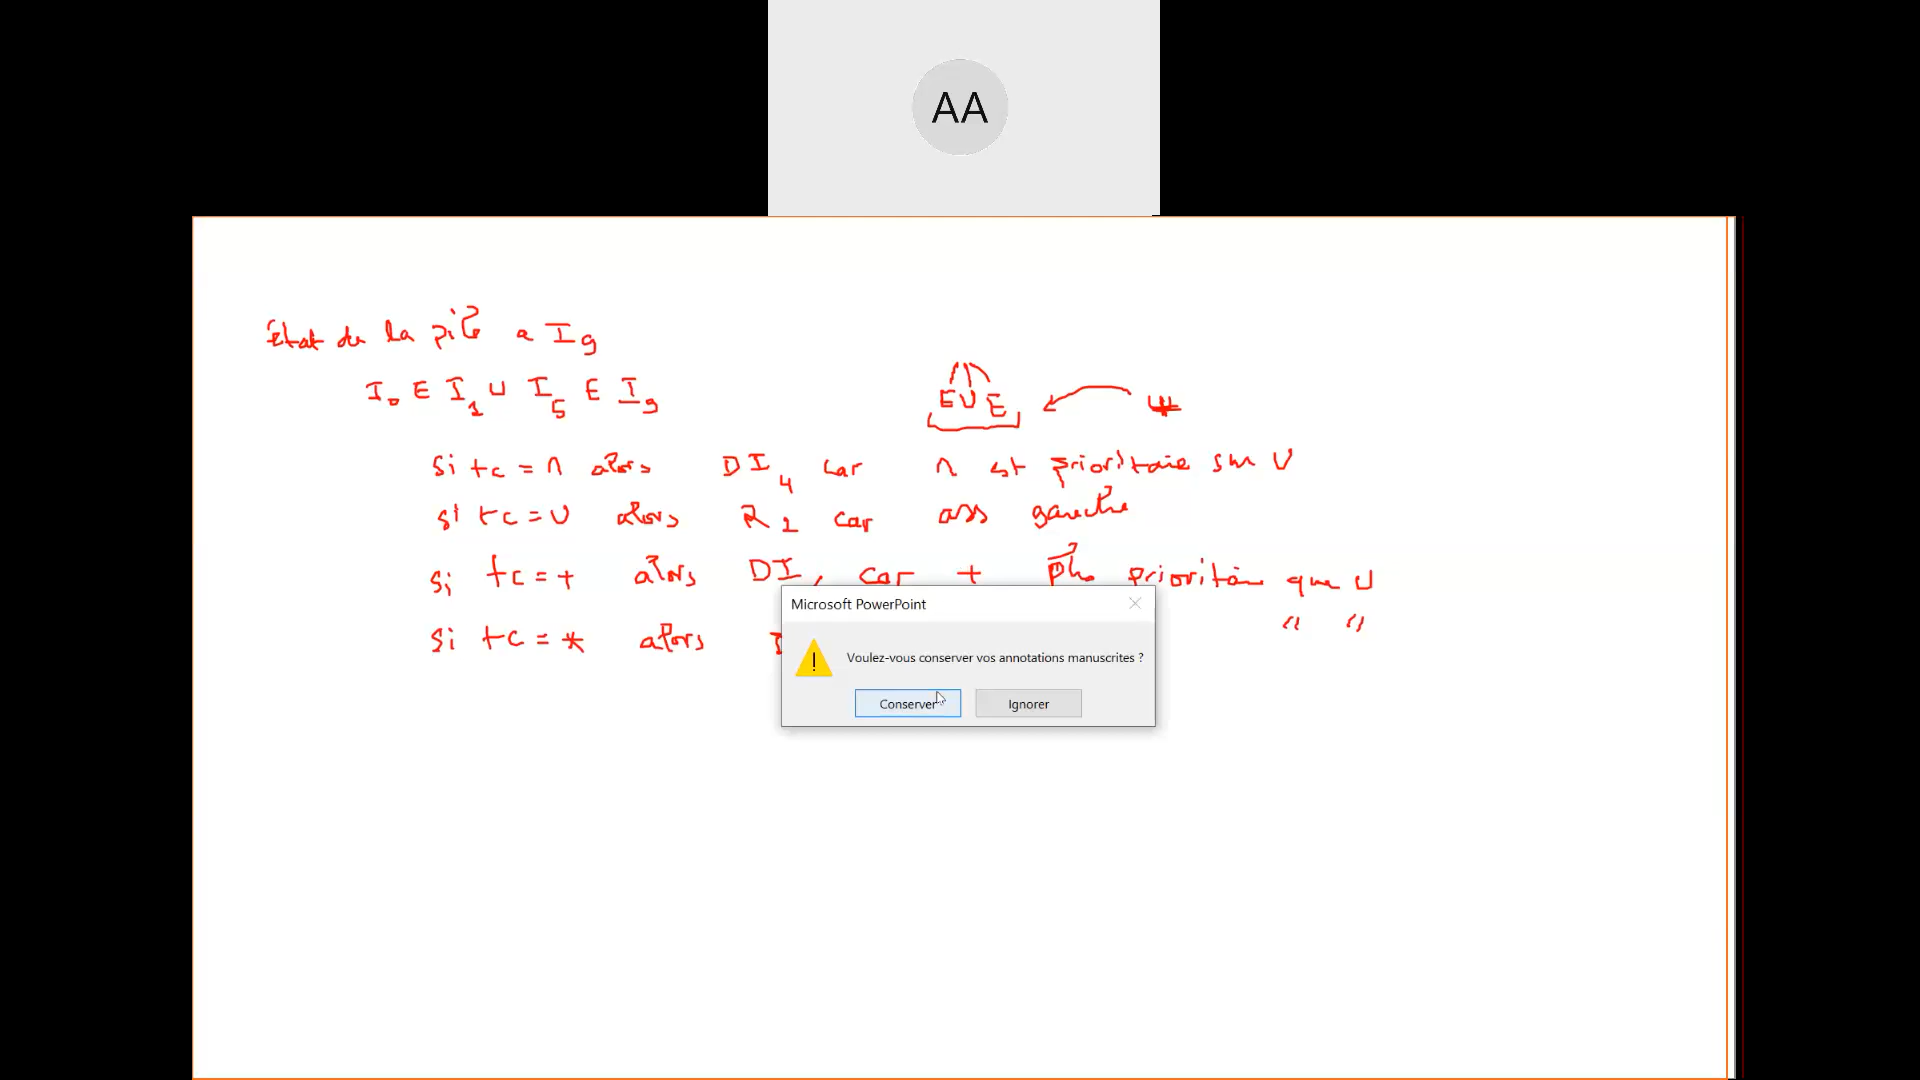 AA
état de la pile a I9
I0 E I1 U I5 E I9
E U E
si tc = ∩ alors DI4 car ∩ est prioritaire sur U
si tc = U alors R1 car ass gauche
si tc = + alors DI car + plus prioritaire que U
si tc = * alors " "
Microsoft PowerPoint
Voulez-vous conserver vos annotations manuscrites ?
Conserver Ignorer